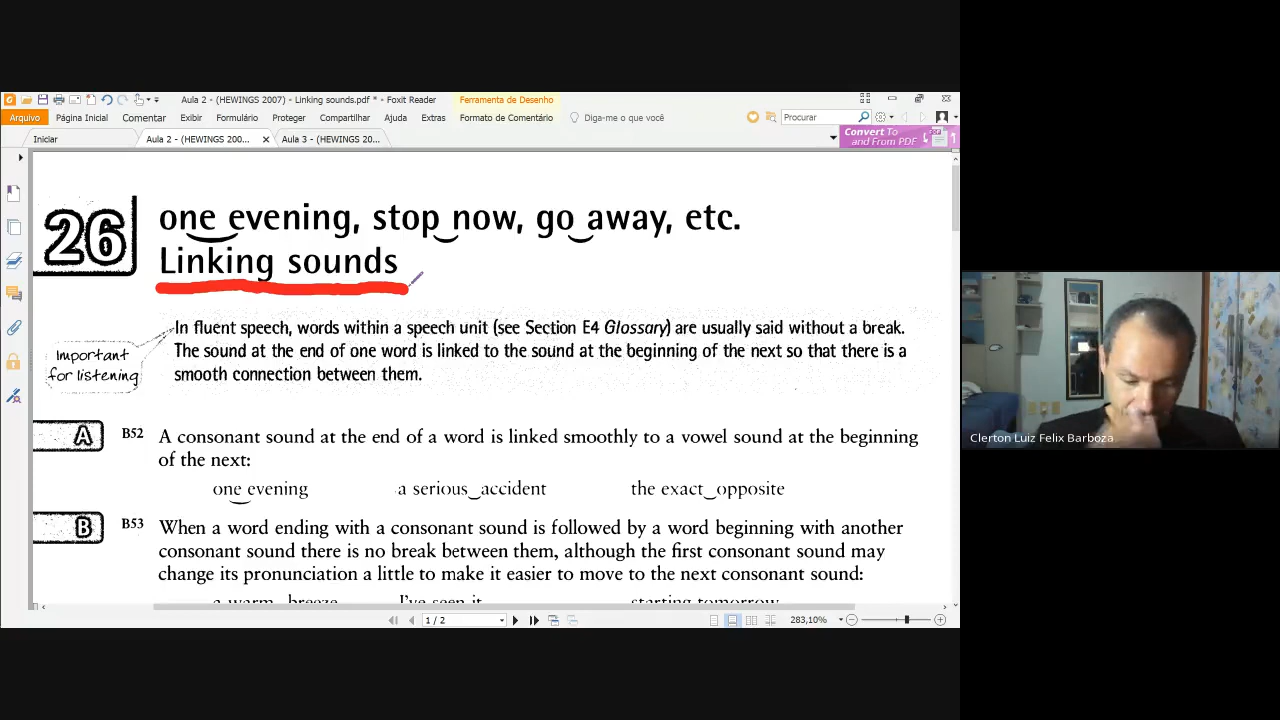 Aula 2 - (HEWINGS 2007) - Linking sounds.pdf * - Foxit Reader
Ferramenta de Desenho
Arquivo Página Inicial Comentar Exibir Formulário Proteger Compartilhar Ajuda Extras Formato de Comentário Diga-me o que você Procurar
Iniciar Aula 2 - (HEWINGS 200... Aula 3 - (HEWINGS 20...
Convert To
and From PDF
26
one evening, stop now, go away, etc.
Linking sounds
Important
for listening
In fluent speech, words within a speech unit (see Section E4 Glossary) are usually said without a break.
The sound at the end of one word is linked to the sound at the beginning of the next so that there is a
smooth connection between them.
A B52 A consonant sound at the end of a word is linked smoothly to a vowel sound at the beginning
of the next:
one evening a serious accident the exact opposite
B B53 When a word ending with a consonant sound is followed by a word beginning with another
consonant sound there is no break between them, although the first consonant sound may
change its pronunciation a little to make it easier to move to the next consonant sound:
a warm breeze I've seen it starting tomorrow
1 / 2
283,10%
Clerton Luiz Felix Barboza